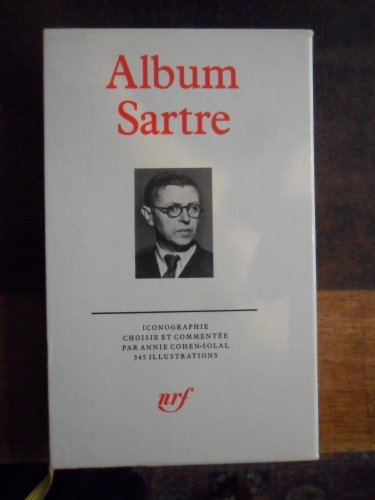 Album
Sartre
ICONOGRAPHIE
CHOISIE ET COMMENTÉE
PAR ANNIE COHEN-SOLAL
345 ILLUSTRATIONS
nrf